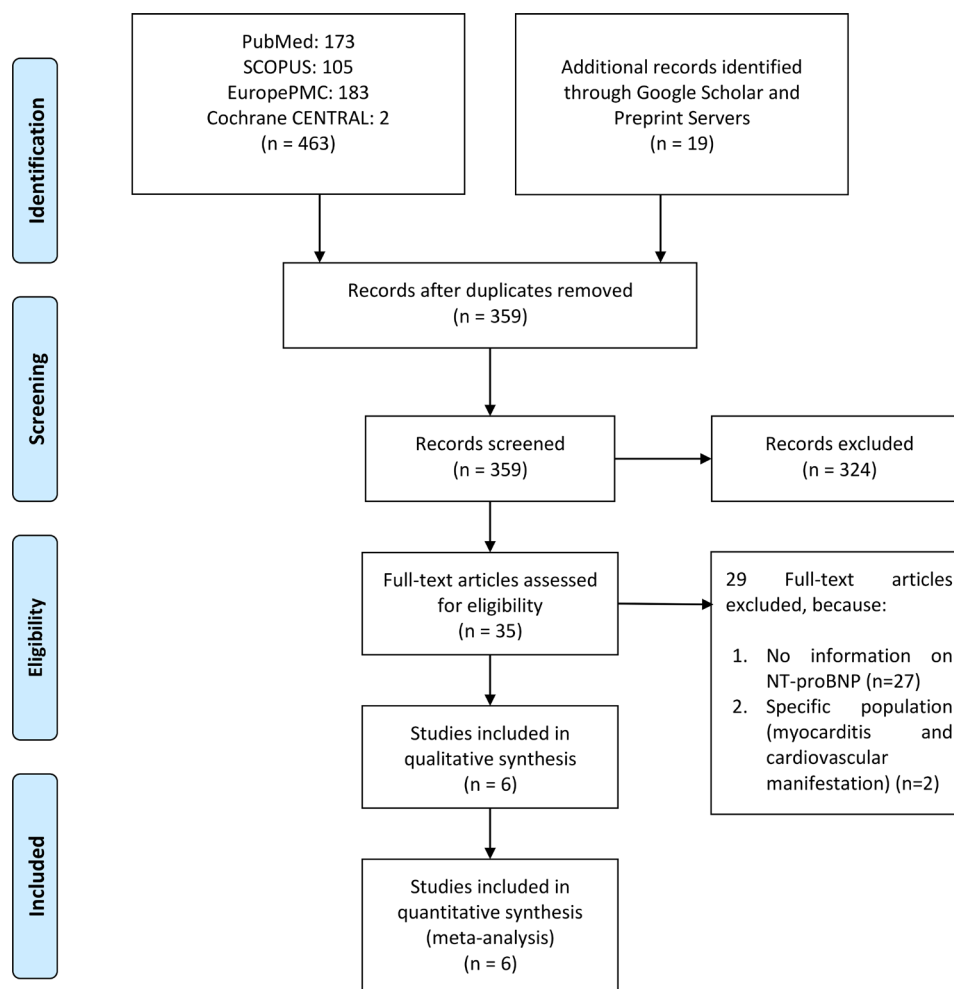 PubMed: 173
SCOPUS: 105
EuropePMC: 183
Cochrane CENTRAL: 2
(n = 463)
Additional records identified
through Google Scholar and
Preprint Servers
(n = 19)
Identification
Records after duplicates removed
(n = 359)
Screening
Records screened
(n = 359)
Records excluded
(n = 324)
Eligibility
Full-text articles assessed
for eligibility
(n = 35)
29 Full-text articles
excluded, because:
1. No information on
NT-proBNP (n=27)
2. Specific population
(myocarditis and
cardiovascular
manifestation) (n=2)
Studies included in
qualitative synthesis
(n = 6)
Included
Studies included in
quantitative synthesis
(meta-analysis)
(n = 6)